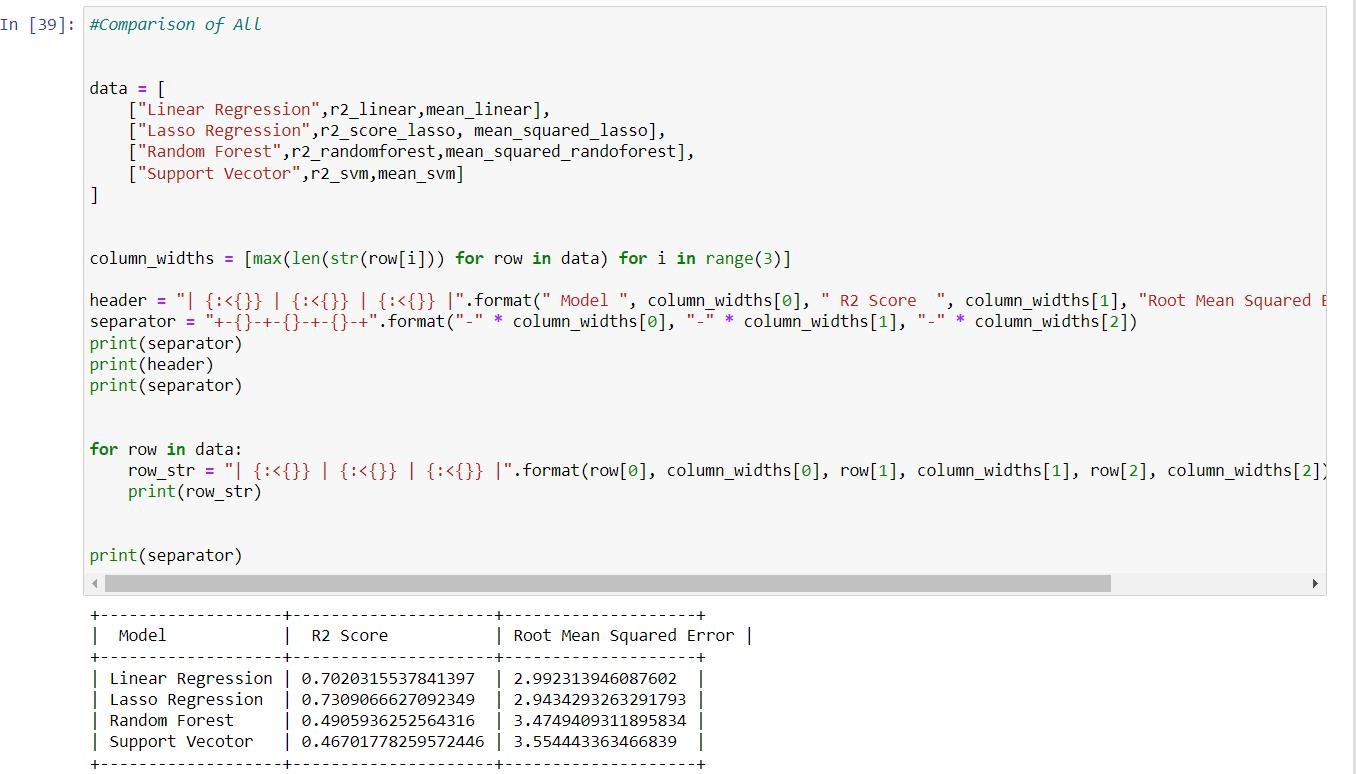 In [39]: #Comparison of All
data = [
["Linear Regression",r2_linear,mean_linear],
["Lasso Regression",r2_score_lasso, mean_squared_lasso],
["Random Forest",r2_randomforest,mean_squared_randoforest],
["Support Vecotor",r2_svm,mean_svm]
]
column_widths = [max(len(str(row[i])) for row in data) for i in range(3)]
header = "| {:<{}} | {:<{}} | {:<{}} |".format(" Model ", column_widths[0], " R2 Score  ", column_widths[1], "Root Mean Squared
separator = "+-{}-+-{}-+-{}-+".format("-" * column_widths[0], "-" * column_widths[1], "-" * column_widths[2])
print(separator)
print(header)
print(separator)
for row in data:
row_str = "| {:<{}} | {:<{}} | {:<{}} |".format(row[0], column_widths[0], row[1], column_widths[1], row[2], column_widths[2])
print(row_str)
print(separator)
+-------------------+---------------------+--------------------+
|  Model            |  R2 Score           | Root Mean Squared Error |
+-------------------+---------------------+--------------------+
| Linear Regression | 0.7020315537841397  | 2.992313946087602  |
| Lasso Regression  | 0.7309066627092349  | 2.9434293263291793 |
| Random Forest     | 0.4905936252564316  | 3.4749409311895834 |
| Support Vecotor   | 0.46701778259572446 | 3.554443363466839  |
+-------------------+---------------------+--------------------+